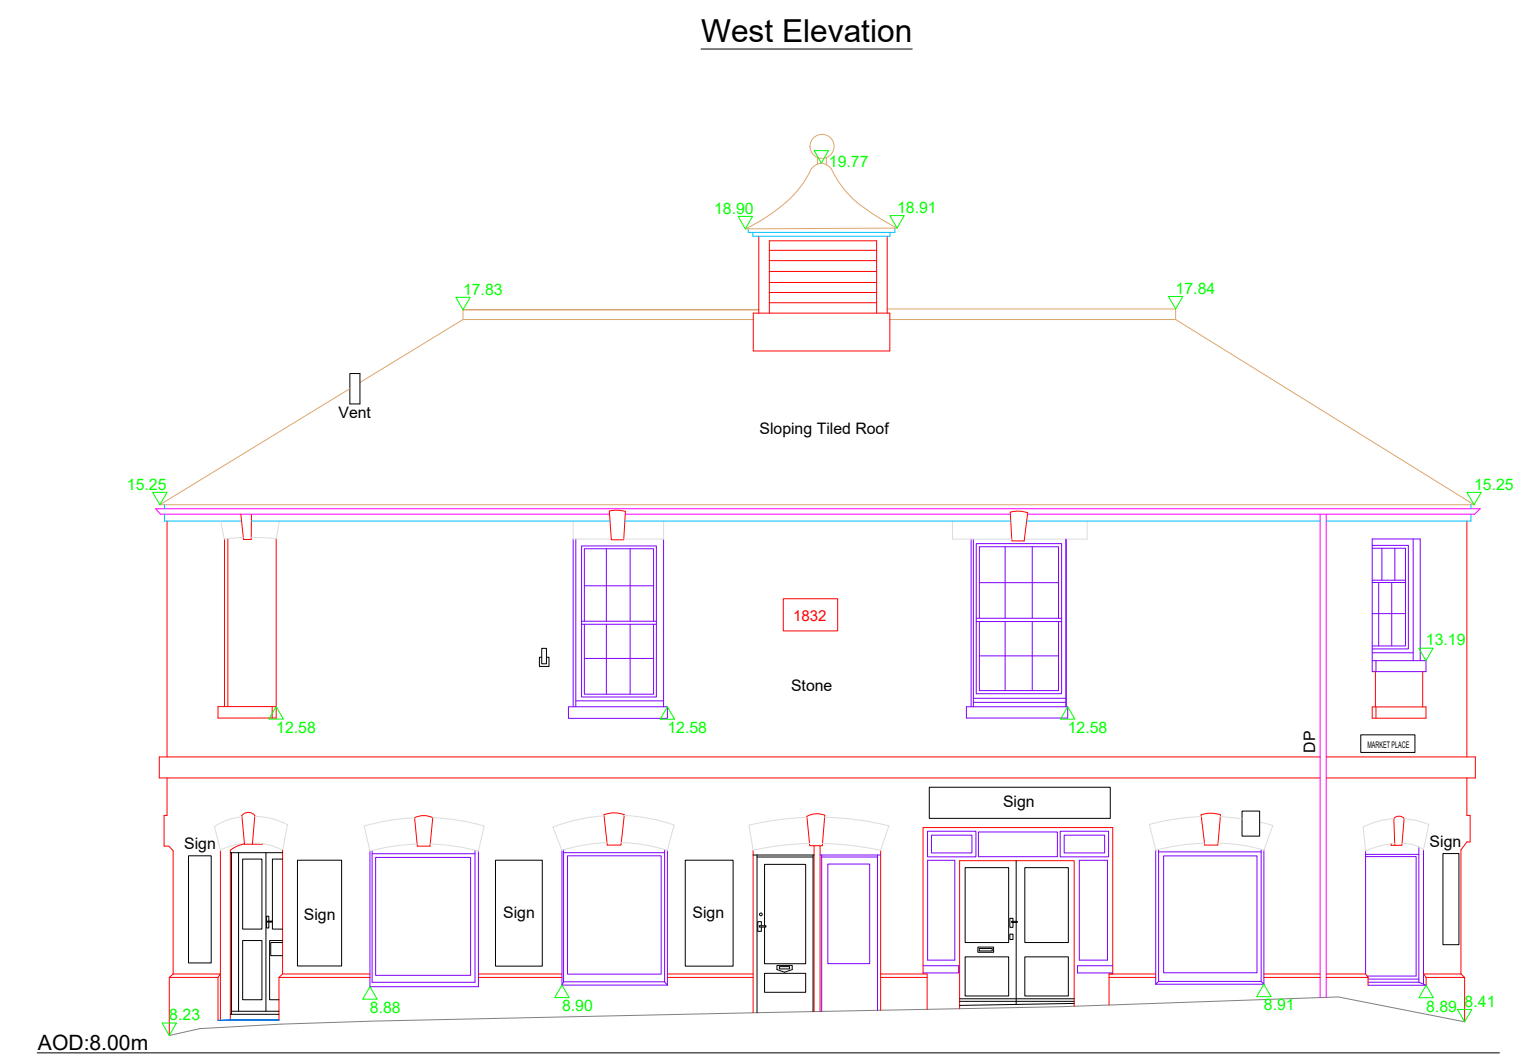 West Elevation
19.77
18.90
18.91
17.83
17.84
Vent
Sloping Tiled Roof
15.25
15.25
1832
13.19
Stone
12.58
12.58
12.58
DP
MARKET PLACE
Sign
Sign
Sign
Sign
Sign
Sign
Sign
8.88
8.90
8.91
8.89
8.41
8.23
AOD:8.00m